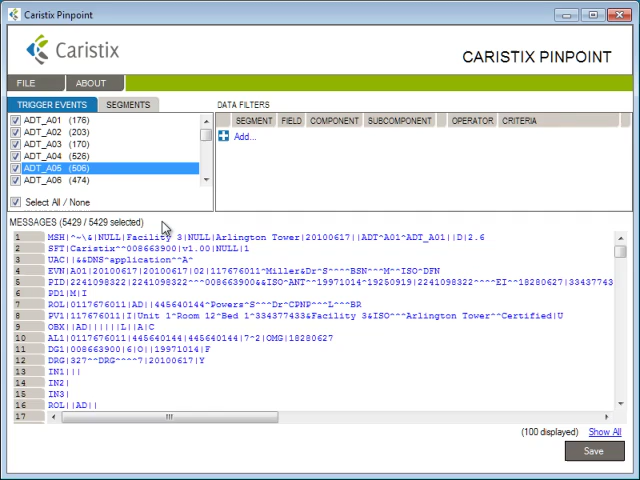 Caristix Pinpoint
Caristix
CARISTIX PINPOINT
FILE ABOUT
TRIGGER EVENTS SEGMENTS
ADT_A01 (176)
ADT_A02 (203)
ADT_A03 (170)
ADT_A04 (526)
ADT_A05 (506)
ADT_A06 (474)
Select All / None
DATA FILTERS
SEGMENT FIELD COMPONENT SUBCOMPONENT OPERATOR CRITERIA
Add...
MESSAGES (5429 / 5429 selected)
1 MSH|^~\&|NULL|Facility 3|NULL|Arlington Tower|20100617||ADT^A01^ADT_A01||D|2.6
2 SFT|Caristix^^008663900|v1.00|NULL|1
3 UAC||&&DNS^application^^A^
4 EVN|A01|20100617|20100617|02|117676011^Miller&Dr^S^^^^BSN^^^M^^ISO^DFN
5 PID|2241098322|2241098322^^^008663900&&ISO^ANT^^19971014^19250919|2241098322^^^^EI^^18280627|33437743
6 PD1|M|I
7 ROL|0117676011|AD||445640144^Powers^S^^^Dr^CPNP^^^L^^^BR
8 PV1|117676011|I|Unit 1^Room 12^Bed 1^334377433&Facility 3&ISO^^^Arlington Tower^^Certified|U
9 OBX||AD||||||L||A|C
10 AL1|0117676011|445640144|445640144|7^2|OMG|18280627
11 DG1|008663900|6|O||19971014|F
12 DRG|327^^DRG^^^^7|20100617|Y
13 IN1|||
14 IN2|
15 IN3|
16 ROL||AD||
17
(100 displayed) Show All
Save